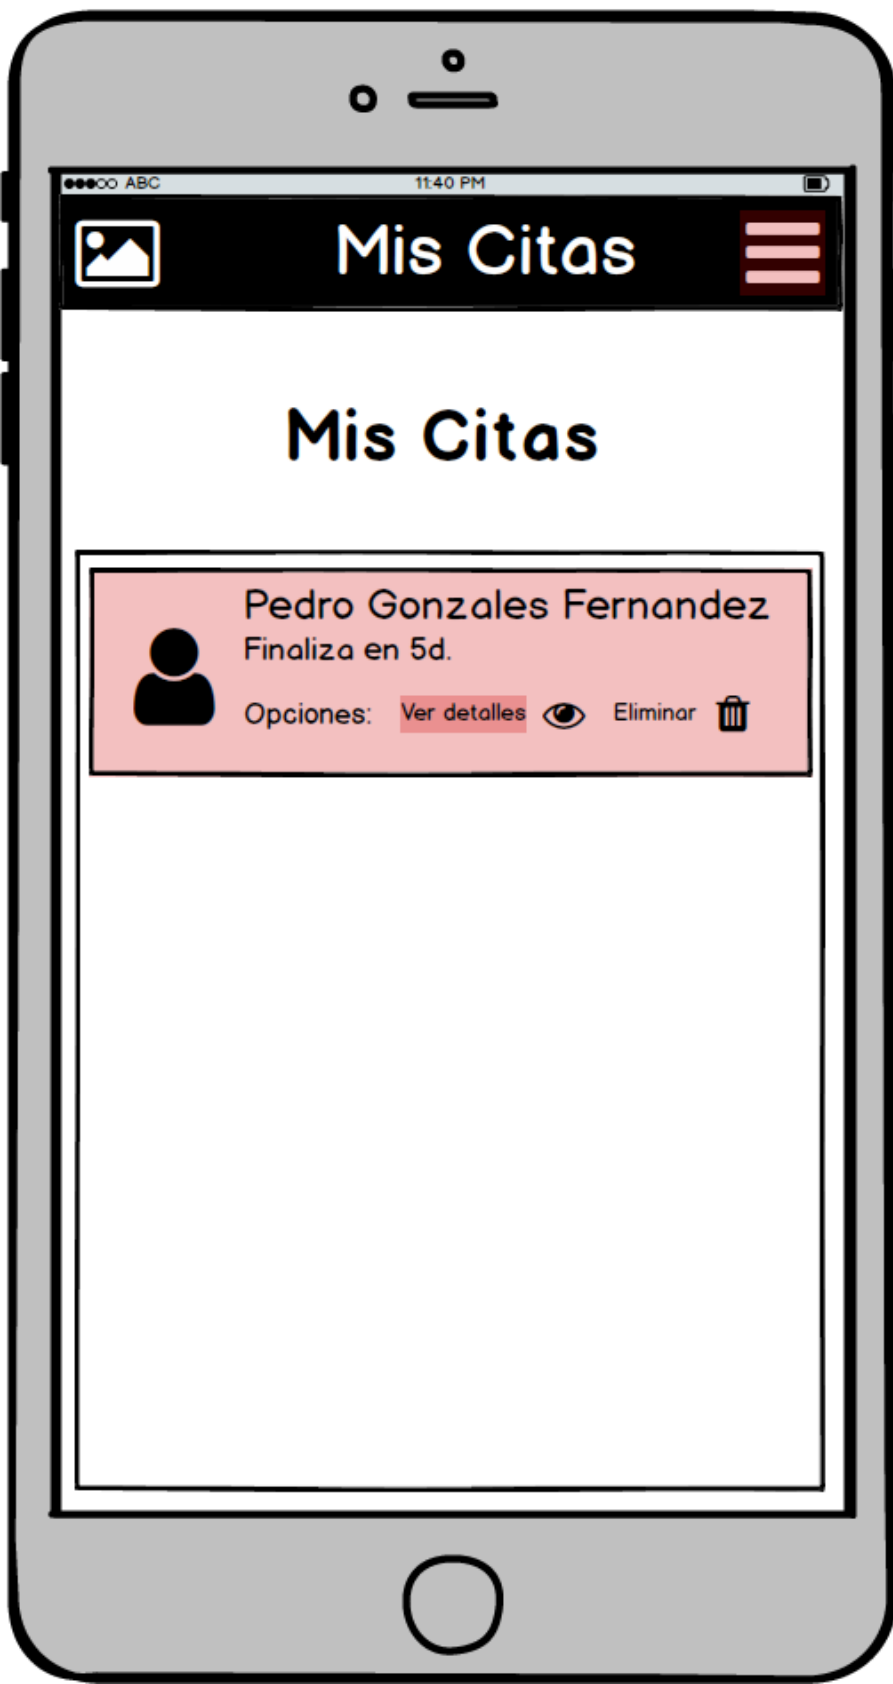 ABC 11:40 PM
Mis Citas
Mis Citas
Pedro Gonzales Fernandez
Finaliza en 5d.
Opciones: Ver detalles Eliminar